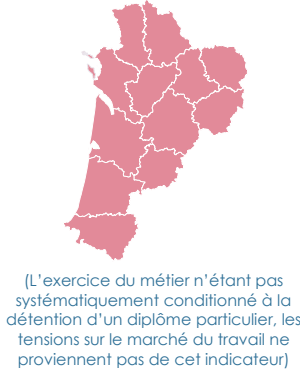 (L’exercice du métier n’étant pas
systématiquement conditionné à la
détention d’un diplôme particulier, les
tensions sur le marché du travail ne
proviennent pas de cet indicateur)